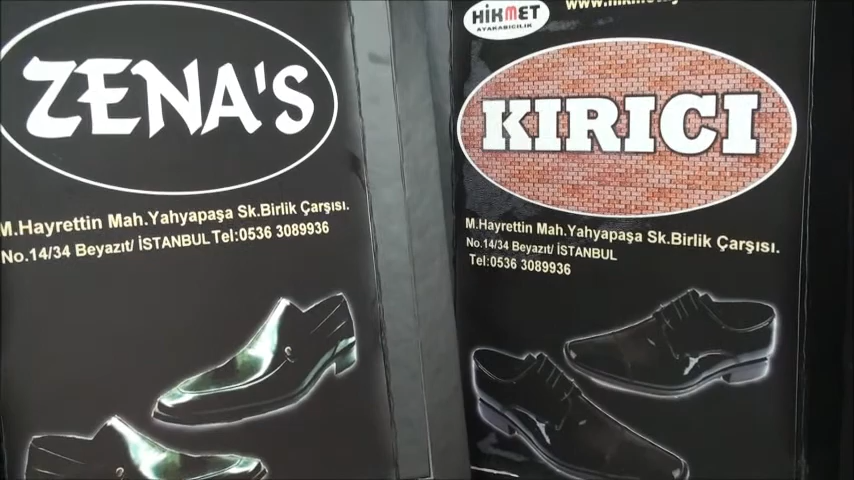 ZENA'S
M.Hayrettin Mah.Yahyapaşa Sk.Birlik Çarşısı.
No.14/34 Beyazıt/ İSTANBUL Tel:0536 3089936
HİKMET
AYAKKABICILIK
KIRICI
M.Hayrettin Mah.Yahyapaşa Sk.Birlik Çarşısı.
No.14/34 Beyazıt/ İSTANBUL
Tel:0536 3089936